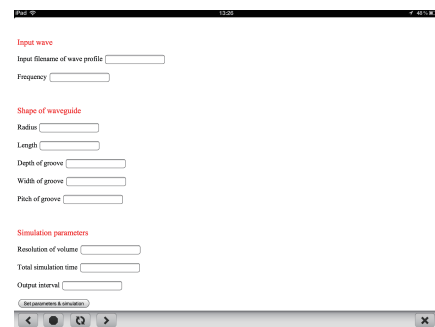 iPad 13:26 48%
Input wave
Input filename of wave profile
Frequency
Shape of waveguide
Radius
Length
Depth of groove
Width of groove
Pitch of groove
Simulation parameters
Resolution of volume
Total simulation time
Output interval
Set parameters & simulation